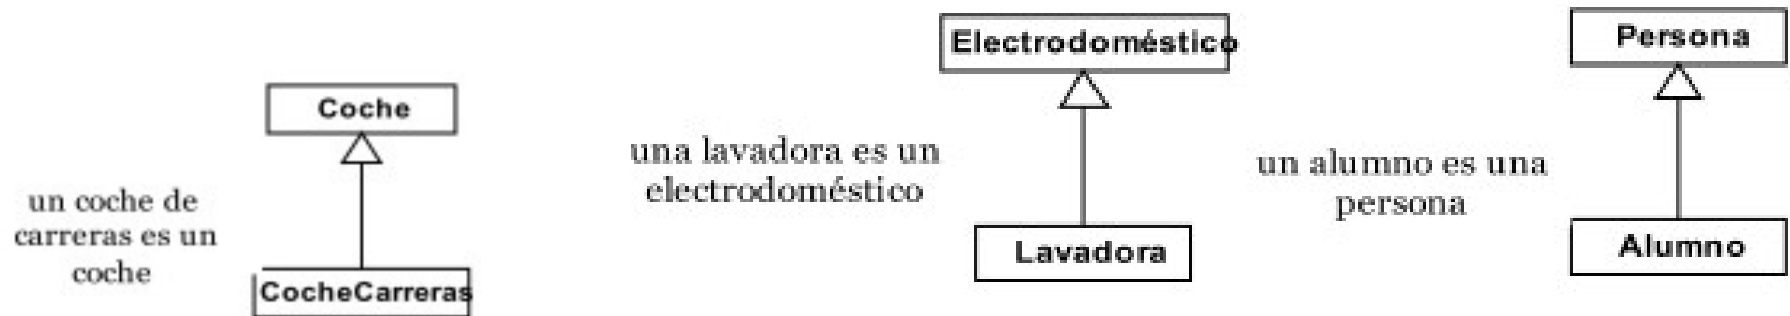 Coche
un coche de
carreras es un
coche
CocheCarreras
Electrodoméstico
una lavadora es un
electrodoméstico
Lavadora
Persona
un alumno es una
persona
Alumno